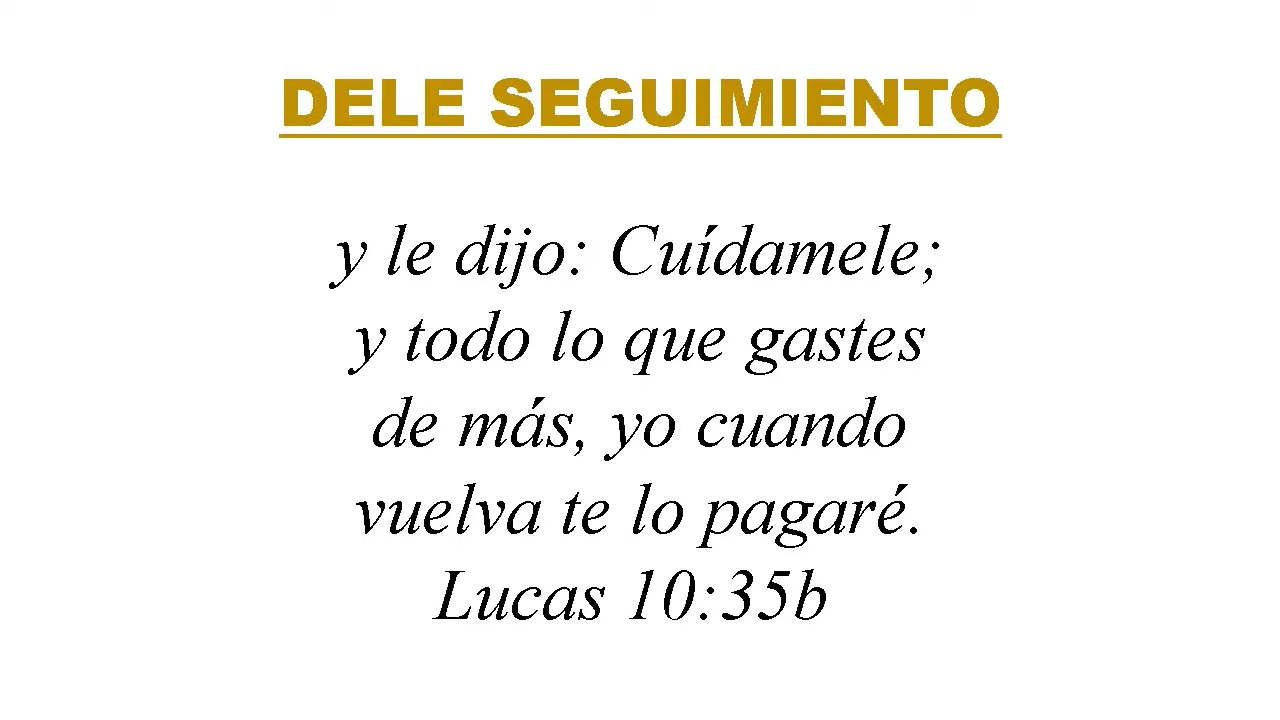 DELE SEGUIMIENTO
y le dijo: Cuídamele;
y todo lo que gastes
de más, yo cuando
vuelva te lo pagaré.
Lucas 10:35b